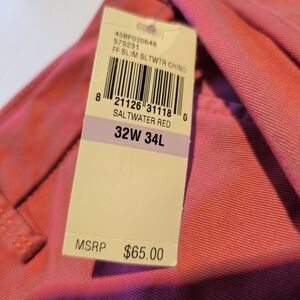 45BP020648
575231
FF SLIM SLTWTR CHINO
8 21126 31118 0
SALTWATER RED
32W 34L
MSRP $65.00